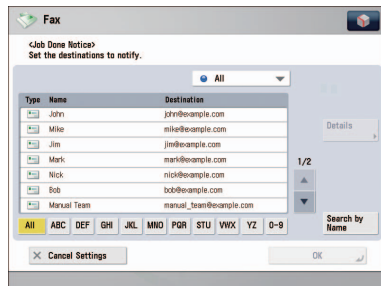 Fax
<Job Done Notice>
Set the destinations to notify.
All
Type Name Destination
John john@example.com
Mike mike@example.com
Jim jim@example.com
Mark mark@example.com
Nick nick@example.com
Bob bob@example.com
Manual Team manual_team@example.com
Details
1/2
All ABC DEF GHI JKL MNO PQR STU VWX YZ 0-9
Search by
Name
Cancel Settings
OK